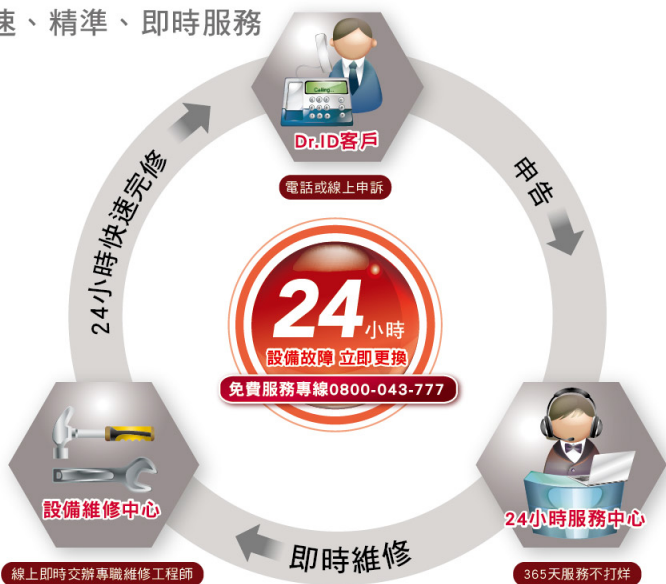 速、精準、即時服務
Calling...
Dr.ID客戶
電話或線上申訴
申告
24小時快速完修
24小時
設備故障 立即更換
免費服務專線0800-043-777
設備維修中心
24小時服務中心
即時維修
線上即時交辦專職維修工程師
365天服務不打烊